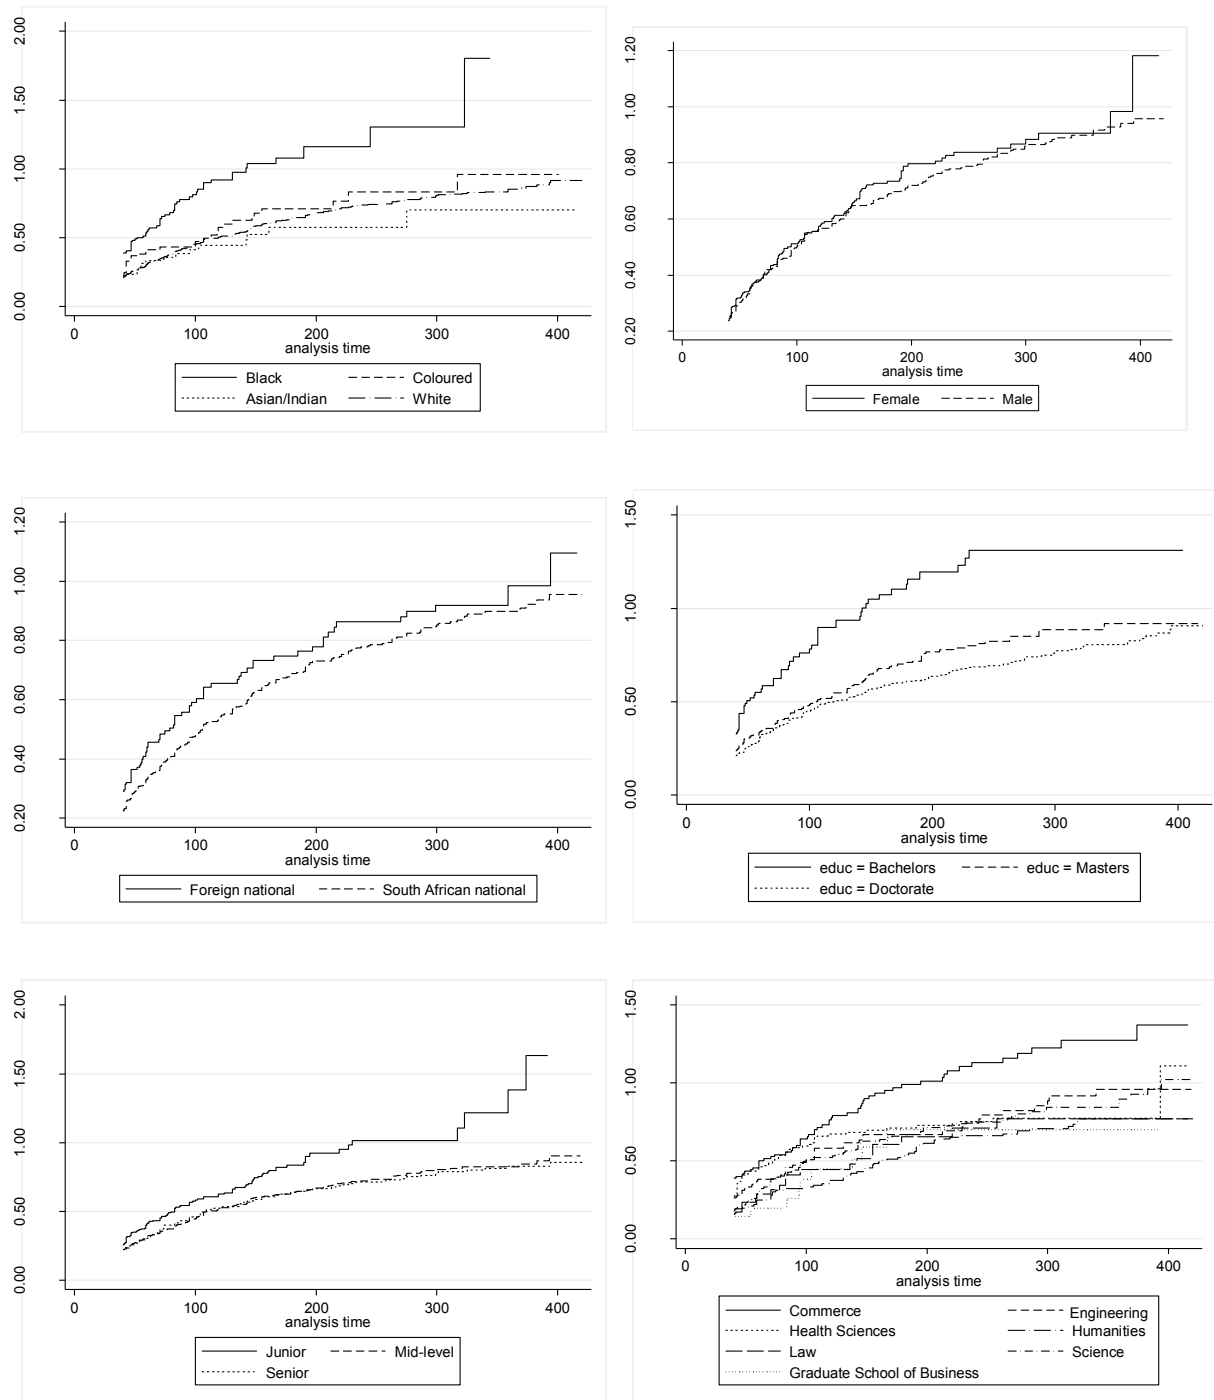 2.00
1.50
1.00
0.50
0.00
0 100 200 300 400
analysis time
Black Coloured
Asian/Indian White
1.20
1.00
0.80
0.60
0.40
0.20
0 100 200 300 400
analysis time
Female Male
1.20
1.00
0.80
0.60
0.40
0.20
0 100 200 300 400
analysis time
Foreign national South African national
1.50
1.00
0.50
0.00
0 100 200 300 400
analysis time
educ = Bachelors educ = Masters
educ = Doctorate
2.00
1.50
1.00
0.50
0.00
0 100 200 300 400
analysis time
Junior Mid-level
Senior
1.50
1.00
0.50
0.00
0 100 200 300 400
analysis time
Commerce Engineering
Health Sciences Humanities
Law Science
Graduate School of Business